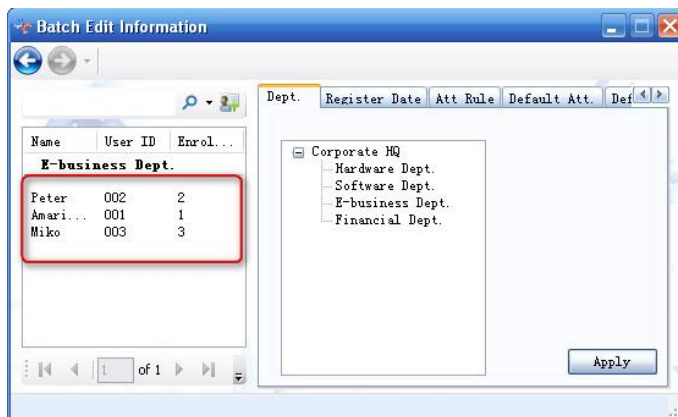 Batch Edit Information
Dept. Register Date Att Rule Default Att. Def
Name User ID Enrol...
E-business Dept.
Peter 002 2
Amari... 001 1
Miko 003 3
Corporate HQ
Hardware Dept.
Software Dept.
E-business Dept.
Financial Dept.
1 of 1
Apply